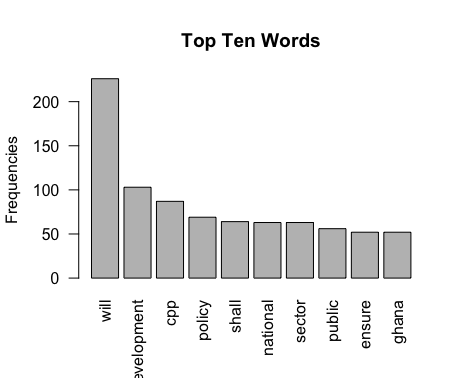 Top Ten Words
Frequencies
200
150
100
50
0
will
evelopment
cpp
policy
shall
national
sector
public
ensure
ghana